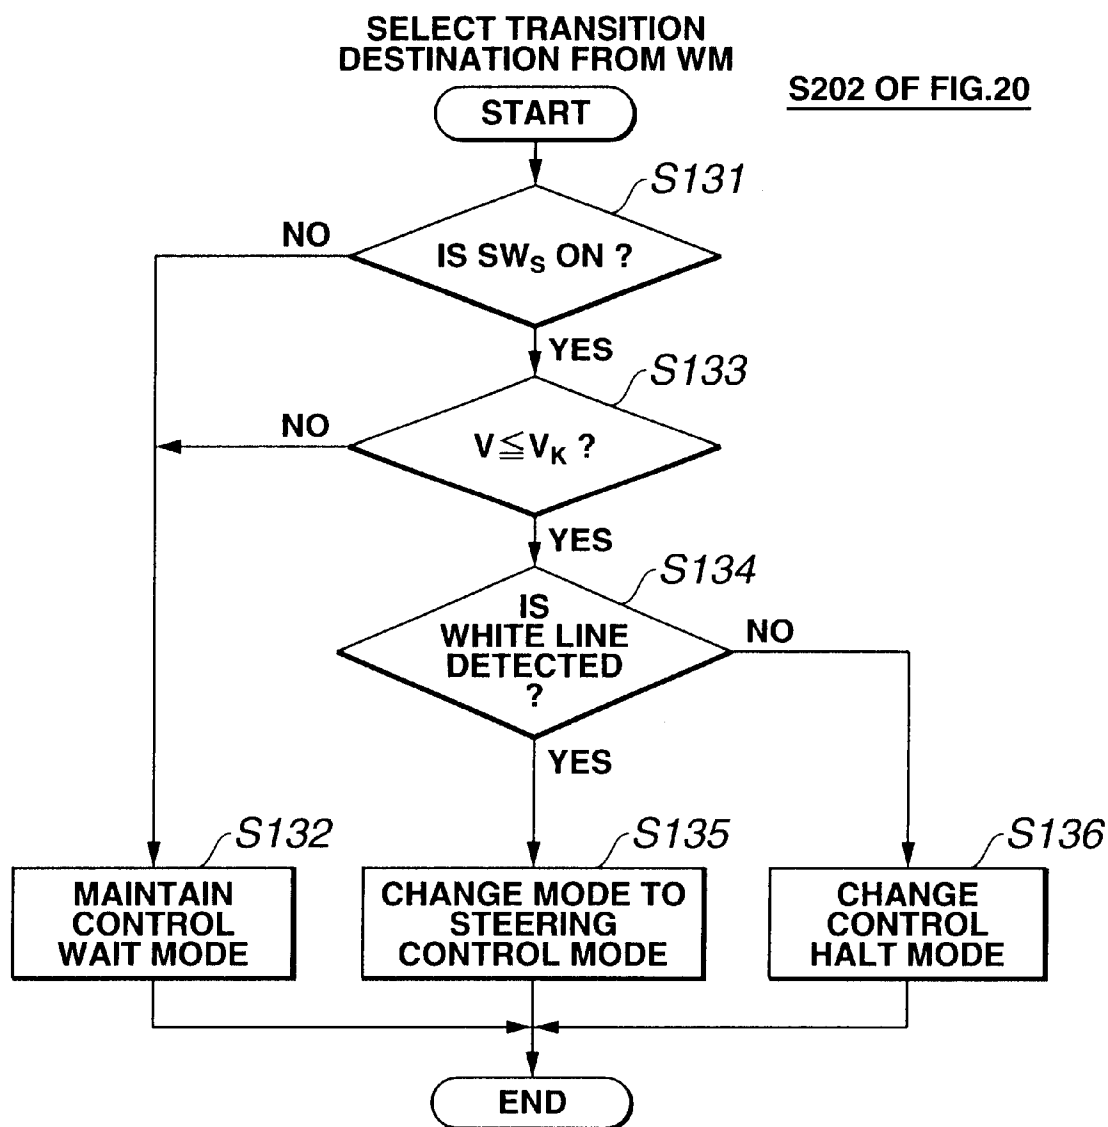 SELECT TRANSITION
DESTINATION FROM WM
S202 OF FIG.20
START
S131
NO
IS SWS ON ?
YES
S133
NO
V≦VK ?
YES
S134
IS
WHITE LINE
DETECTED
?
NO
YES
S132
S135
S136
MAINTAIN
CONTROL
WAIT MODE
CHANGE MODE TO
STEERING
CONTROL MODE
CHANGE
CONTROL
HALT MODE
END